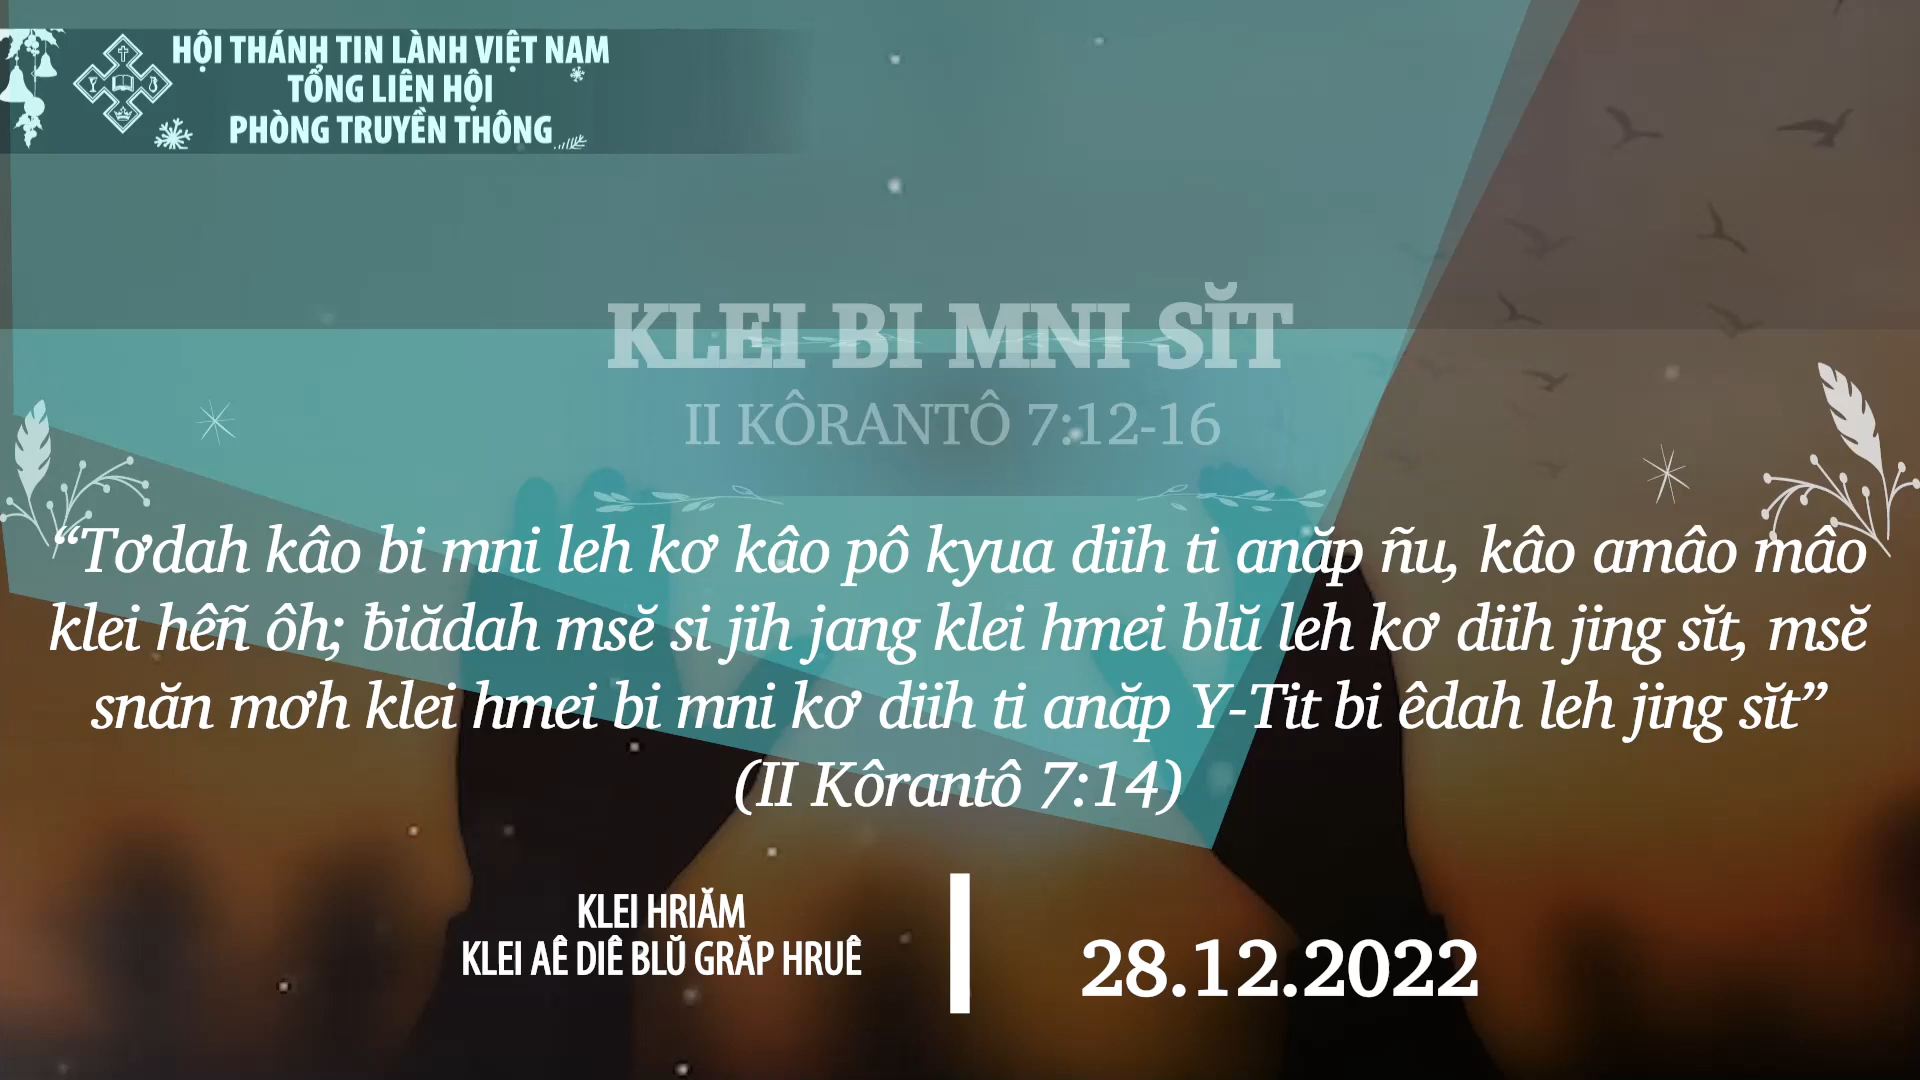 HỘI THÁNH TIN LÀNH VIỆT NAM
TỔNG LIÊN HỘI
PHÒNG TRUYỀN THÔNG
KLEI BI MNI SĬT
II KÔRANTÔ 7:12-16
“Tơdah kâo bi mni leh kơ kâo pô kyua diih ti anăp ñu, kâo amâo mâo
klei hêñ ôh; ƀiădah msĕ si jih jang klei hmei blŭ leh kơ diih jing sĭt, msĕ
snăn mơh klei hmei bi mni kơ diih ti anăp Y-Tit bi êdah leh jing sĭt”
(II Kôrantô 7:14)
KLEI HRIĂM
KLEI AÊ DIÊ BLŬ GRĂP HRUÊ
28.12.2022